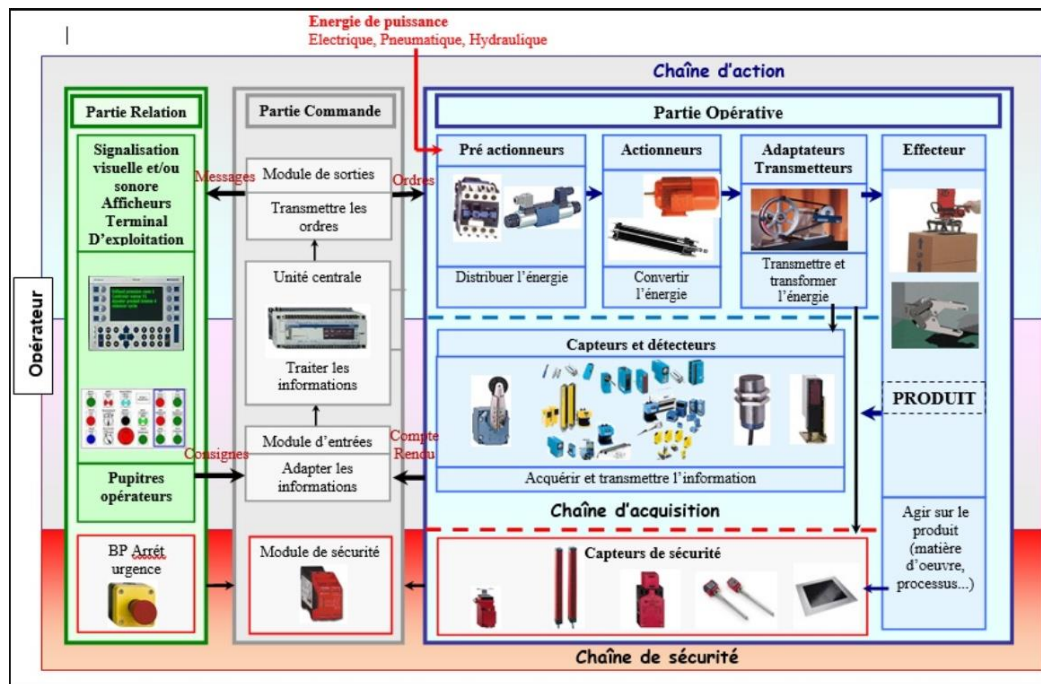 Energie de puissance
Electrique, Pneumatique, Hydraulique
Chaîne d'action
Opérateur
Partie Relation
Signalisation
visuelle et/ou
sonore
Afficheurs
Terminal
D'exploitation
Pupitres
opérateurs
BP Arrét
urgence
Messages
Consignes
Partie Commande
Module de sorties
Transmettre les
ordres
Unité centrale
Traiter les
informations
Module d'entrées
Adapter les
informations
Module de sécurité
Ordres
Compte
Rendu
Partie Opérative
Pré actionneurs
Distribuer l'énergie
Actionneurs
Convertir
l'énergie
Adaptateurs
Transmetteurs
Transmettre et
transformer
l'énergie
Effecteur
PRODUIT
Agir sur le
produit
(matière
d'oeuvre,
processus...)
Capteurs et détecteurs
Acquérir et transmettre l'information
Chaîne d'acquisition
Capteurs de sécurité
Chaîne de sécurité